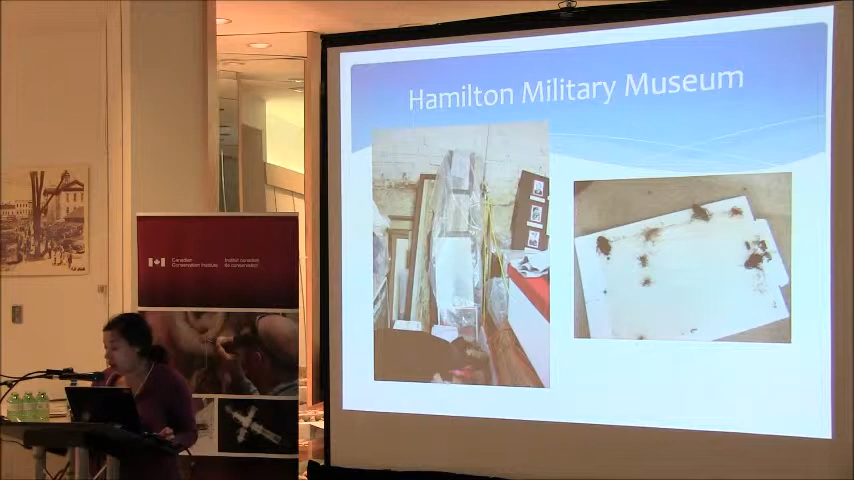 Hamilton Military Museum
Canadian
Conservation Institute
Institut canadien
de conservation